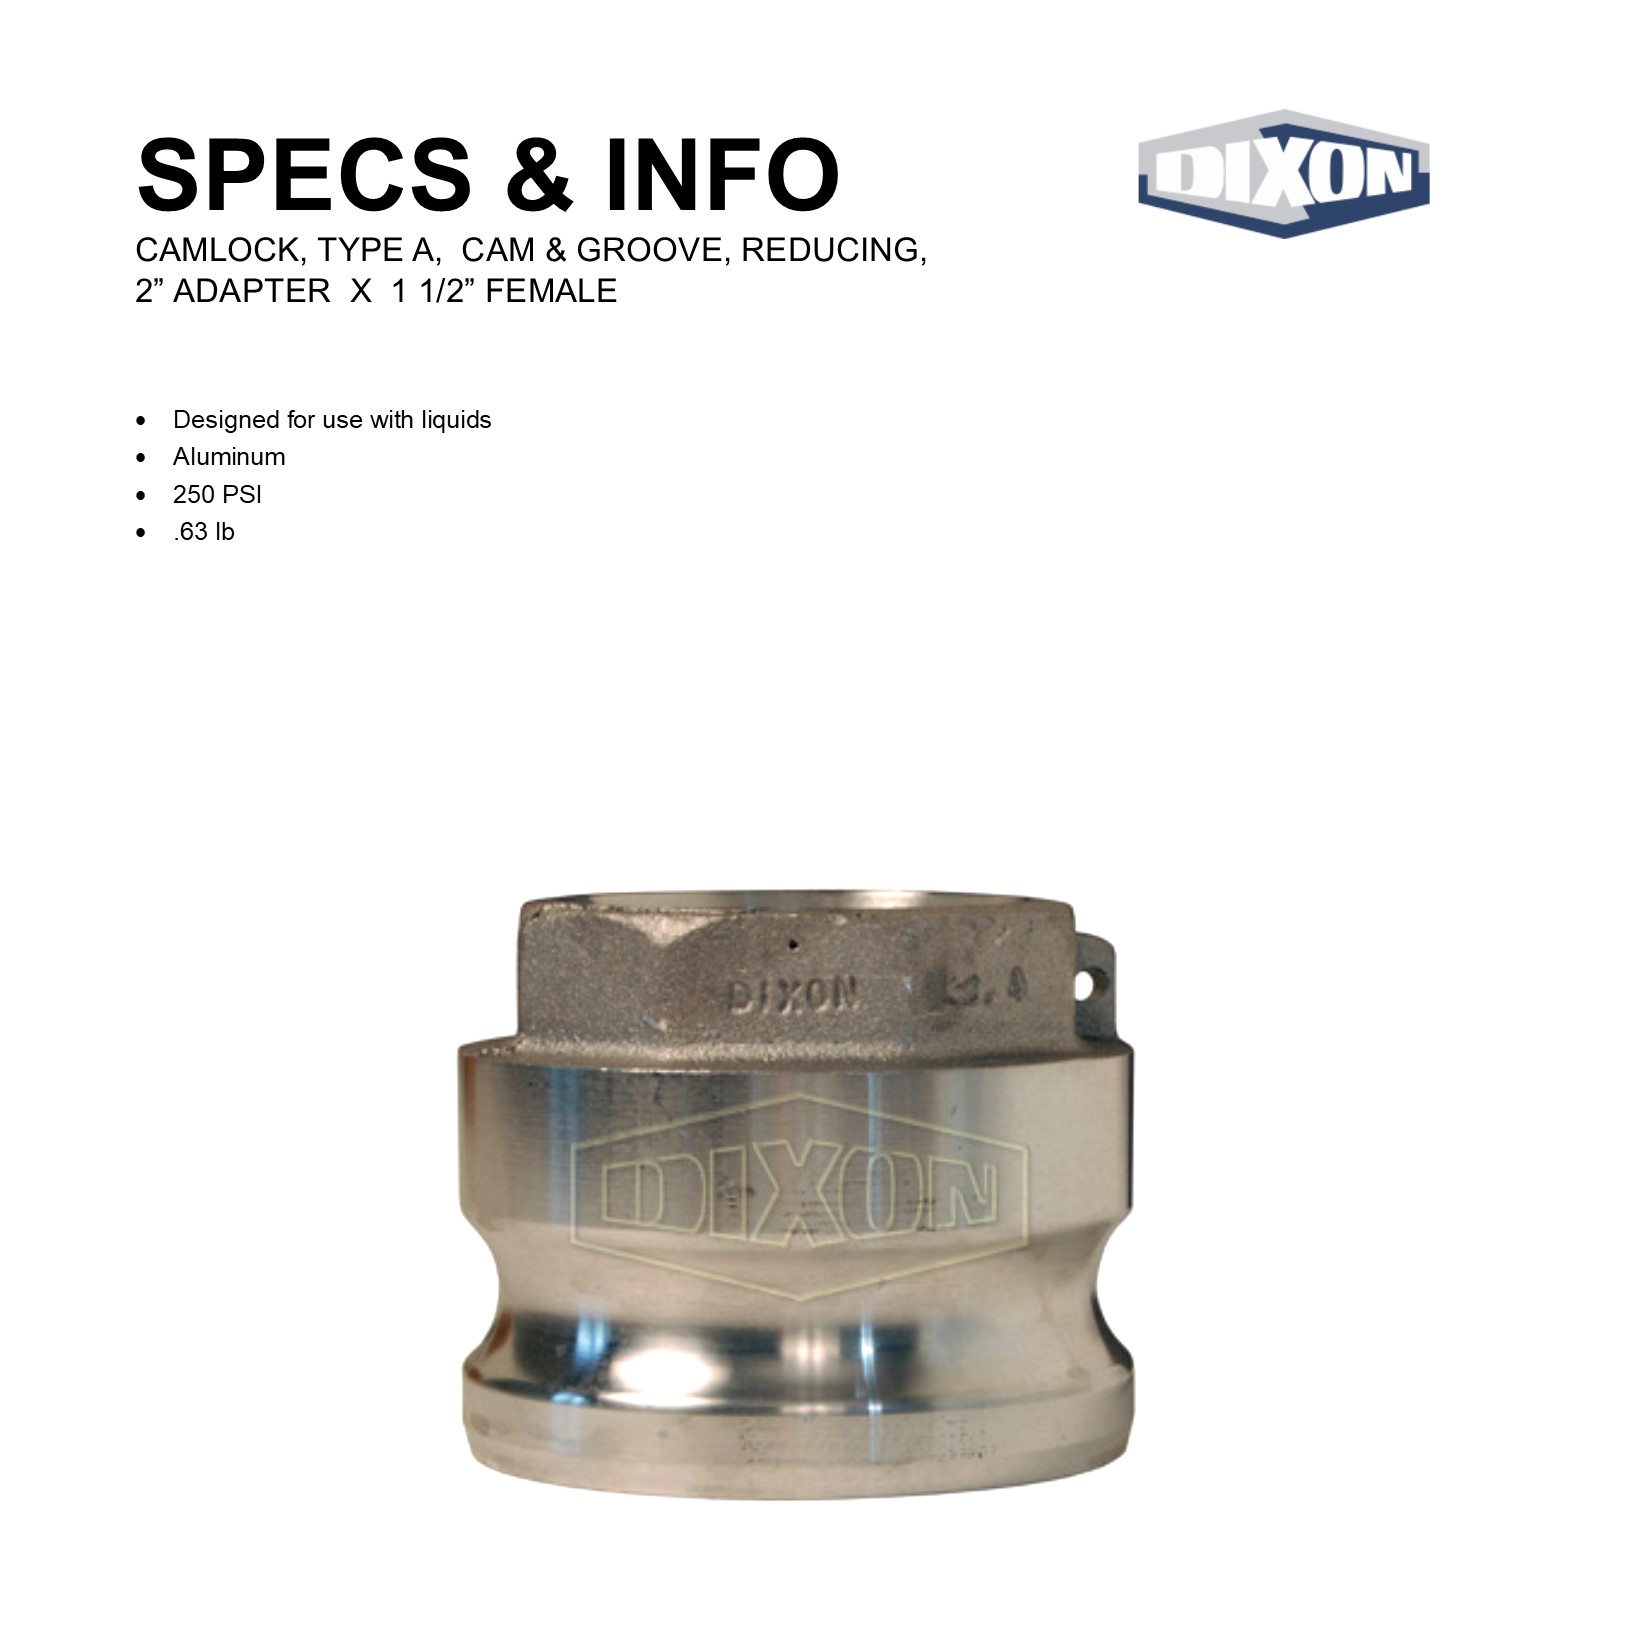 SPECS & INFO
DIXON
CAMLOCK, TYPE A,  CAM & GROOVE, REDUCING,
2” ADAPTER  X  1 1/2” FEMALE
• Designed for use with liquids
• Aluminum
• 250 PSI
• .63 lb
DIXON
DIXON